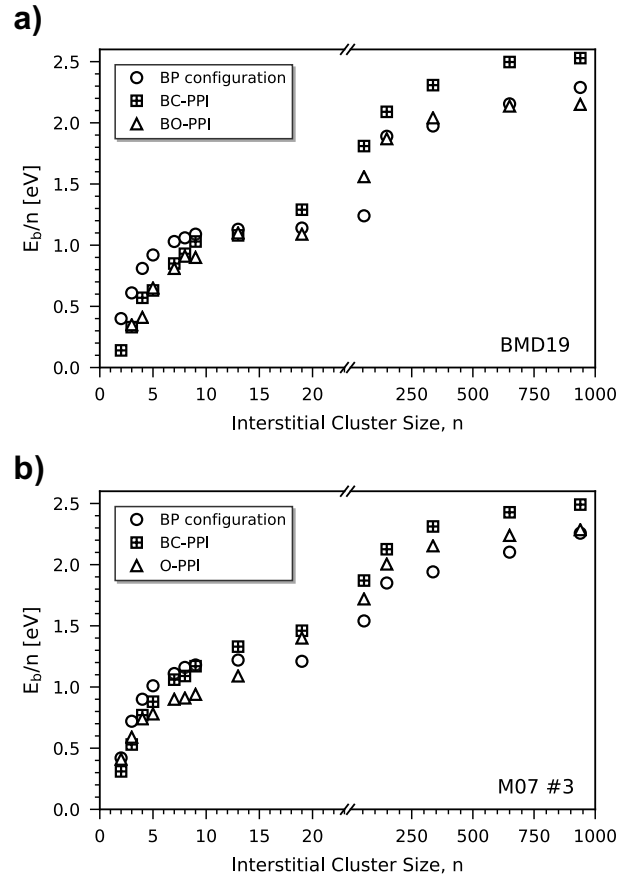 a)
2.5
2.0
1.5
1.0
0.5
0.0
E_b/n [eV]
BP configuration
BC-PPI
BO-PPI
BMD19
0 5 10 15 20 250 500 750 1000
Interstitial Cluster Size, n
b)
2.5
2.0
1.5
1.0
0.5
0.0
E_b/n [eV]
BP configuration
BC-PPI
O-PPI
M07 #3
0 5 10 15 20 250 500 750 1000
Interstitial Cluster Size, n